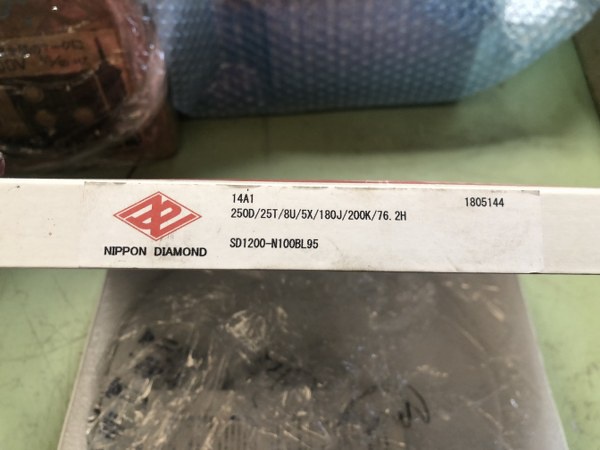 14A1
1805144
250D/25T/8U/5X/180J/200K/76.2H
NIPPON DIAMOND
SD1200-N100BL95